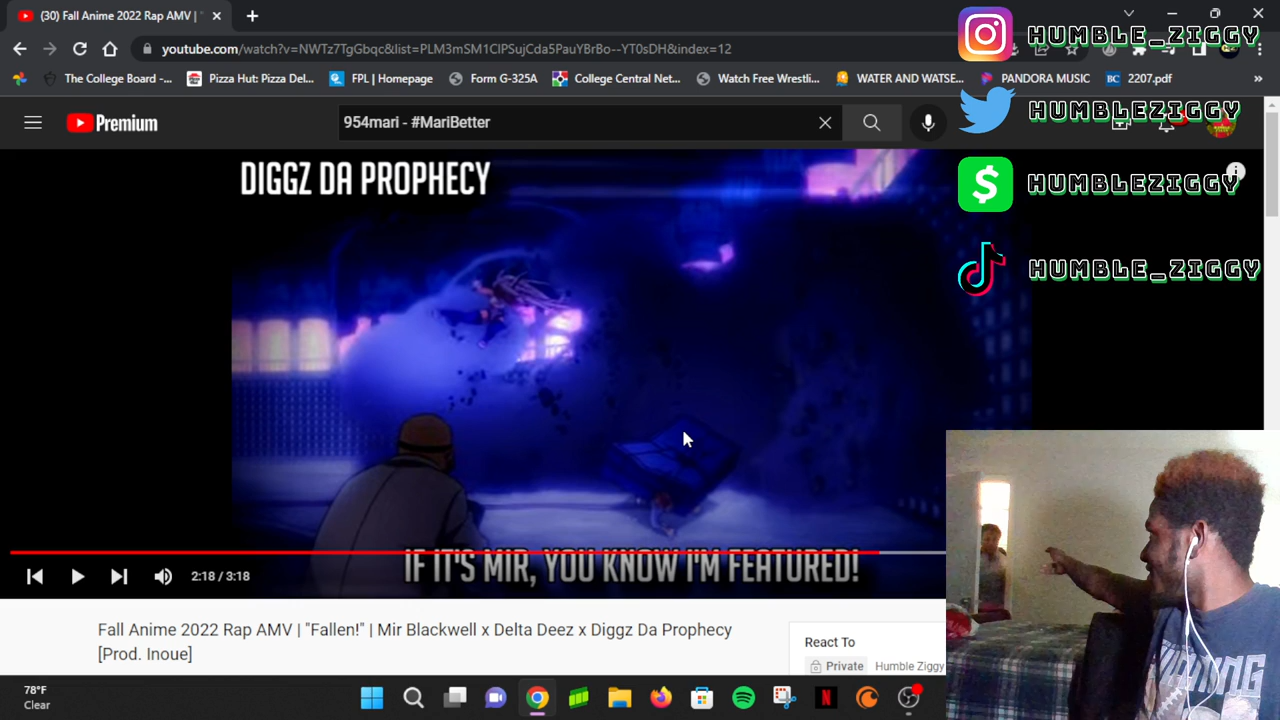 (30) Fall Anime 2022 Rap AMV | "
HUMBLE_ZIGGY
youtube.com/watch?v=NWTz7TgGbqc&list=PLM3mSM1ClPSujCda5PauYBrBo--YT0sDH&index=12
The College Board -...
Pizza Hut: Pizza Del...
FPL | Homepage
Form G-325A
College Central Net...
Watch Free Wrestli...
WATER AND WATSE...
PANDORA MUSIC
BC 2207.pdf
»
HUMBLEZIGGY
Premium
954mari - #MariBetter
DIGGZ DA PROPHECY
HUMBLEZIGGY
HUMBLE_ZIGGY
IF IT'S MIR, YOU KNOW I'M FEATURED!
2:18 / 3:18
Fall Anime 2022 Rap AMV | "Fallen!" | Mir Blackwell x Delta Deez x Diggz Da Prophecy
[Prod. Inoue]
React To
Private Humble Ziggy
78°F
Clear